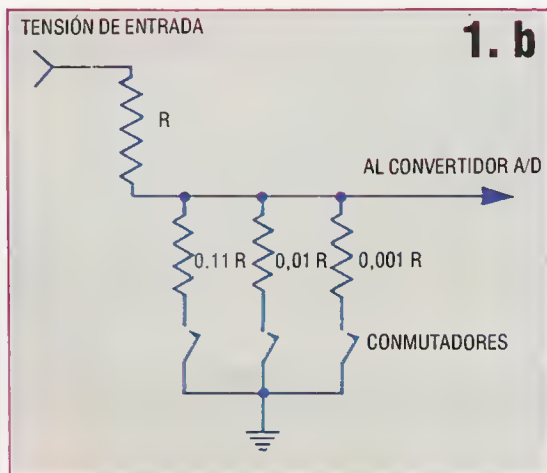 TENSIÓN DE ENTRADA
1. b
R
AL CONVERTIDOR A/D
0.11 R
0,01 R
0,001 R
CONMUTADORES